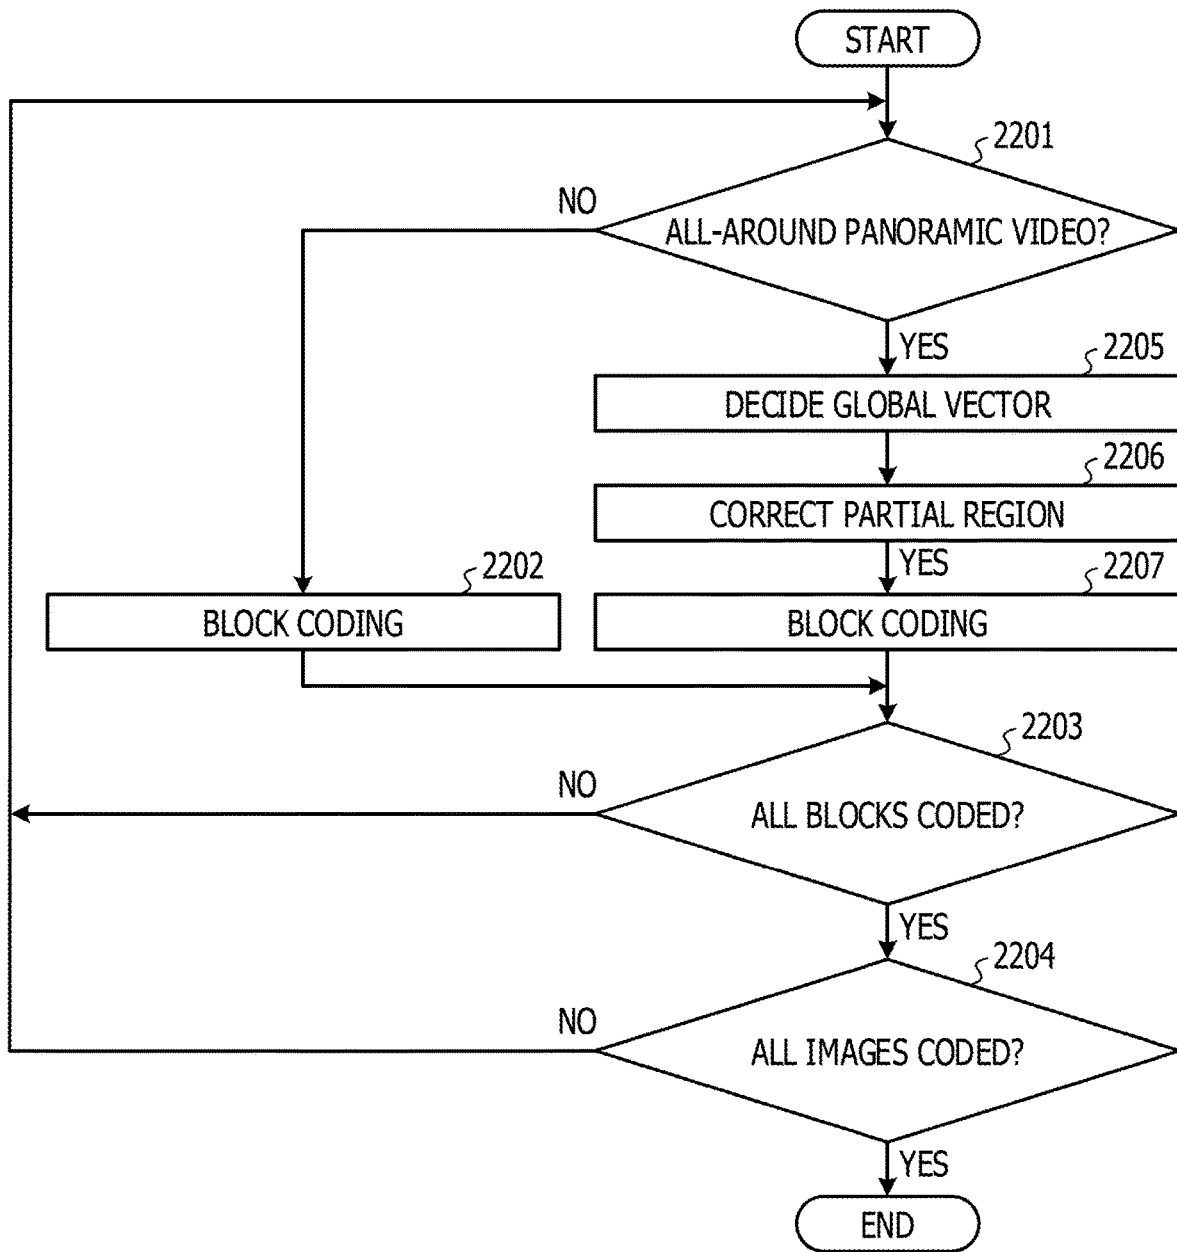 START
2201
NO
ALL-AROUND PANORAMIC VIDEO?
YES
2205
DECIDE GLOBAL VECTOR
2206
CORRECT PARTIAL REGION
YES
2202
2207
BLOCK CODING
BLOCK CODING
2203
NO
ALL BLOCKS CODED?
YES
2204
NO
ALL IMAGES CODED?
YES
END